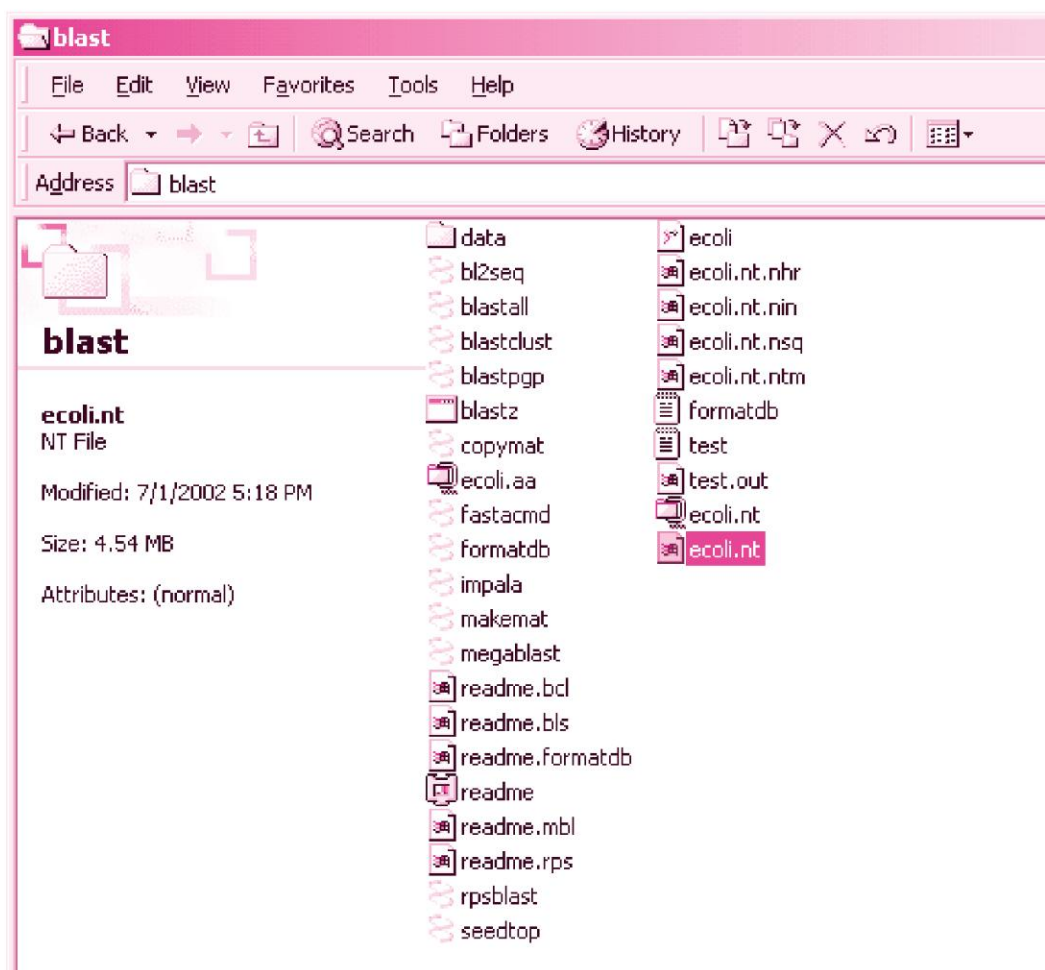 blast
File Edit View Favorites Tools Help
Back Search Folders History
Address blast
blast
ecoli.nt
NT File
Modified: 7/1/2002 5:18 PM
Size: 4.54 MB
Attributes: (normal)
data
bl2seq
blastall
blastclust
blastpgp
blastz
copymat
ecoli.aa
fastacmd
formatdb
impala
makemat
megablast
readme.bcl
readme.bls
readme.formatdb
readme
readme.mbl
readme.rps
rpsblast
seedtop
ecoli
ecoli.nt.nhr
ecoli.nt.nin
ecoli.nt.nsq
ecoli.nt.ntm
formatdb
test
test.out
ecoli.nt
ecoli.nt